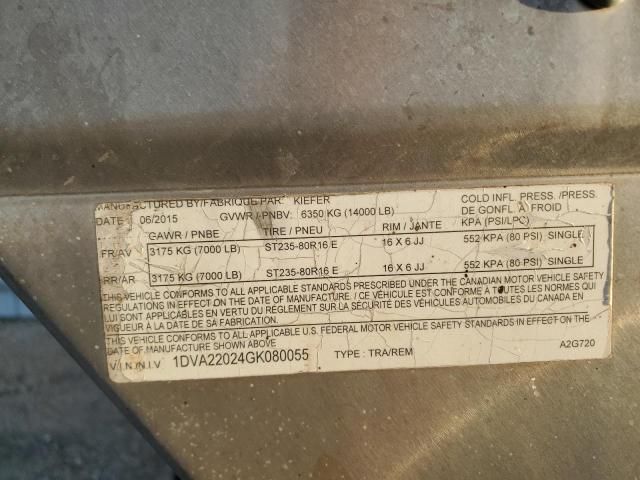 MANUFACTURED BY/FABRIQUE PAR: KIEFER
DATE: 06/2015 GVWR / PNBV: 6350 KG (14000 LB)
COLD INFL. PRESS./PRESS.
DE GONFL. A FROID
GAWR / PNBE TIRE / PNEU RIM / JANTE KPA (PSI/LPC)
FR/AV 3175 KG (7000 LB) ST235-80R16 E 16 X 6 JJ 552 KPA (80 PSI) SINGLE
RR/AR 3175 KG (7000 LB) ST235-80R16 E 16 X 6 JJ 552 KPA (80 PSI) SINGLE
THIS VEHICLE CONFORMS TO ALL APPLICABLE STANDARDS PRESCRIBED UNDER THE CANADIAN MOTOR VEHICLE SAFETY
REGULATIONS IN EFFECT ON THE DATE OF MANUFACTURE / CE VÉHICULE EST CONFORME A TOUTES LES NORMES QUI
LUI SONT APPLICABLES EN VERTU DU RÉGLEMENT SUR LA SÉCURITÉ DES VÉHICULES AUTOMOBILES DU CANADA EN
VIGUEUR A LA DATE DE SA FABRICATION.
THIS VEHICLE CONFORMS TO ALL APPLICABLE U.S. FEDERAL MOTOR VEHICLE SAFETY STANDARDS IN EFFECT ON THE
DATE OF MANUFACTURE SHOWN ABOVE
V.I.N./N.I.V 1DVA22024GK080055 TYPE : TRA/REM A2G720